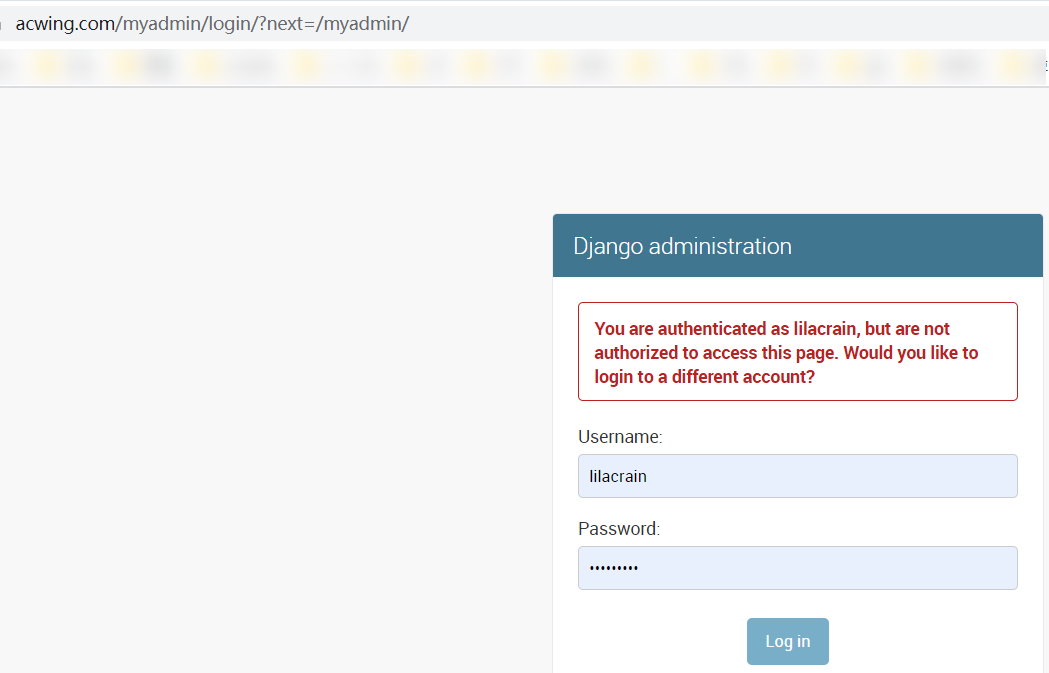 acwing.com/myadmin/login/?next=/myadmin/
Django administration
You are authenticated as lilacrain, but are not
authorized to access this page. Would you like to
login to a different account?
Username:
lilacrain
Password:
•••••••••
Log in